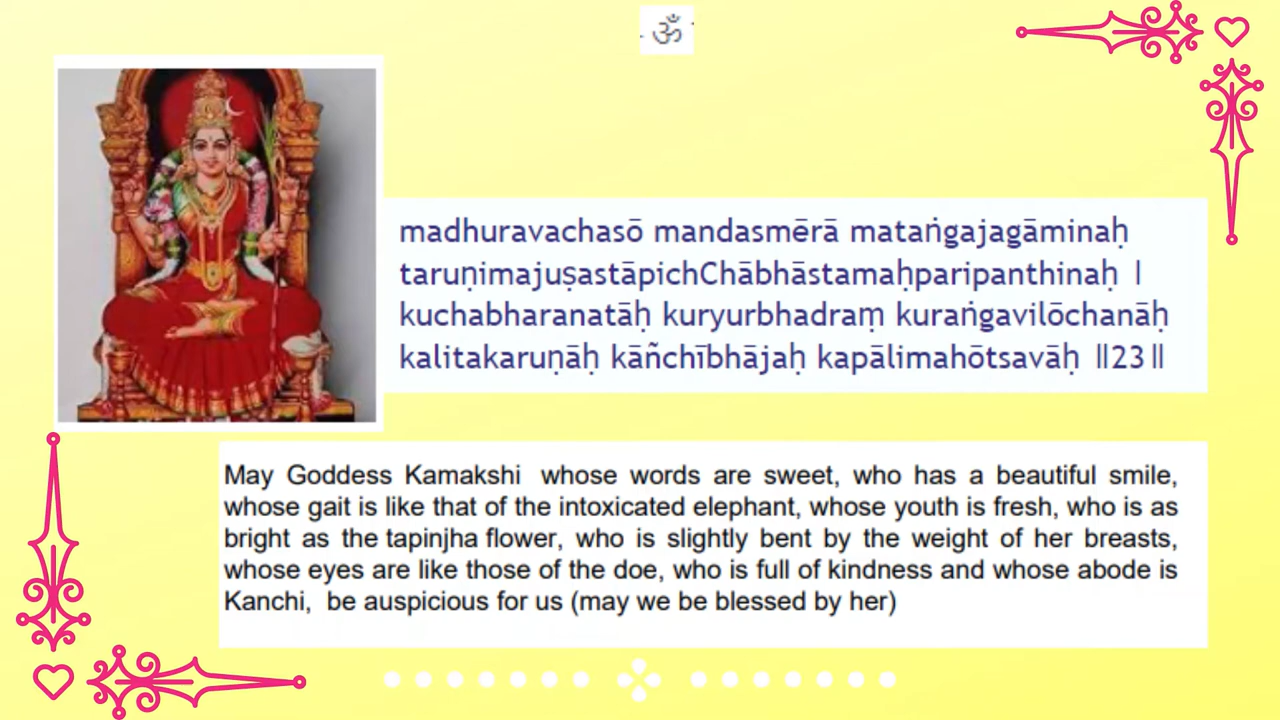 ॐ
madhuravachasō mandasmērā mataṅgajagāminaḥ
taruṇimajuṣastāpichChābhāstamaḥparipanthinaḥ ।
kuchabharanatāḥ kuryurbhadraṃ kuraṅgavilōchanāḥ
kalitakaruṇāḥ kāñchībhājaḥ kapālimahōtsavāḥ ॥23॥
May Goddess Kamakshi whose words are sweet, who has a beautiful smile,
whose gait is like that of the intoxicated elephant, whose youth is fresh, who is as
bright as the tapinjha flower, who is slightly bent by the weight of her breasts,
whose eyes are like those of the doe, who is full of kindness and whose abode is
Kanchi, be auspicious for us (may we be blessed by her)